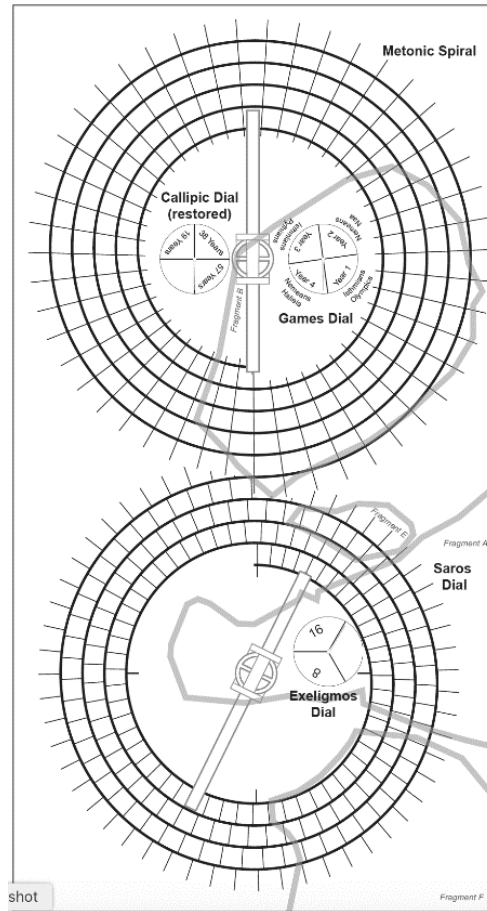 Metonic Spiral
Callipic Dial
(restored)
19 Years
38 Years
57 Years
Pythians
Year 3
Year 2
Nemeans
Naa
Year 4
Year 1
Nemeans
Halieia
Isthmians
Olympics
Games Dial
Fragment B
Fragment E
Fragment A
Saros
Dial
16
8
Exeligmos
Dial
Fragment F
shot